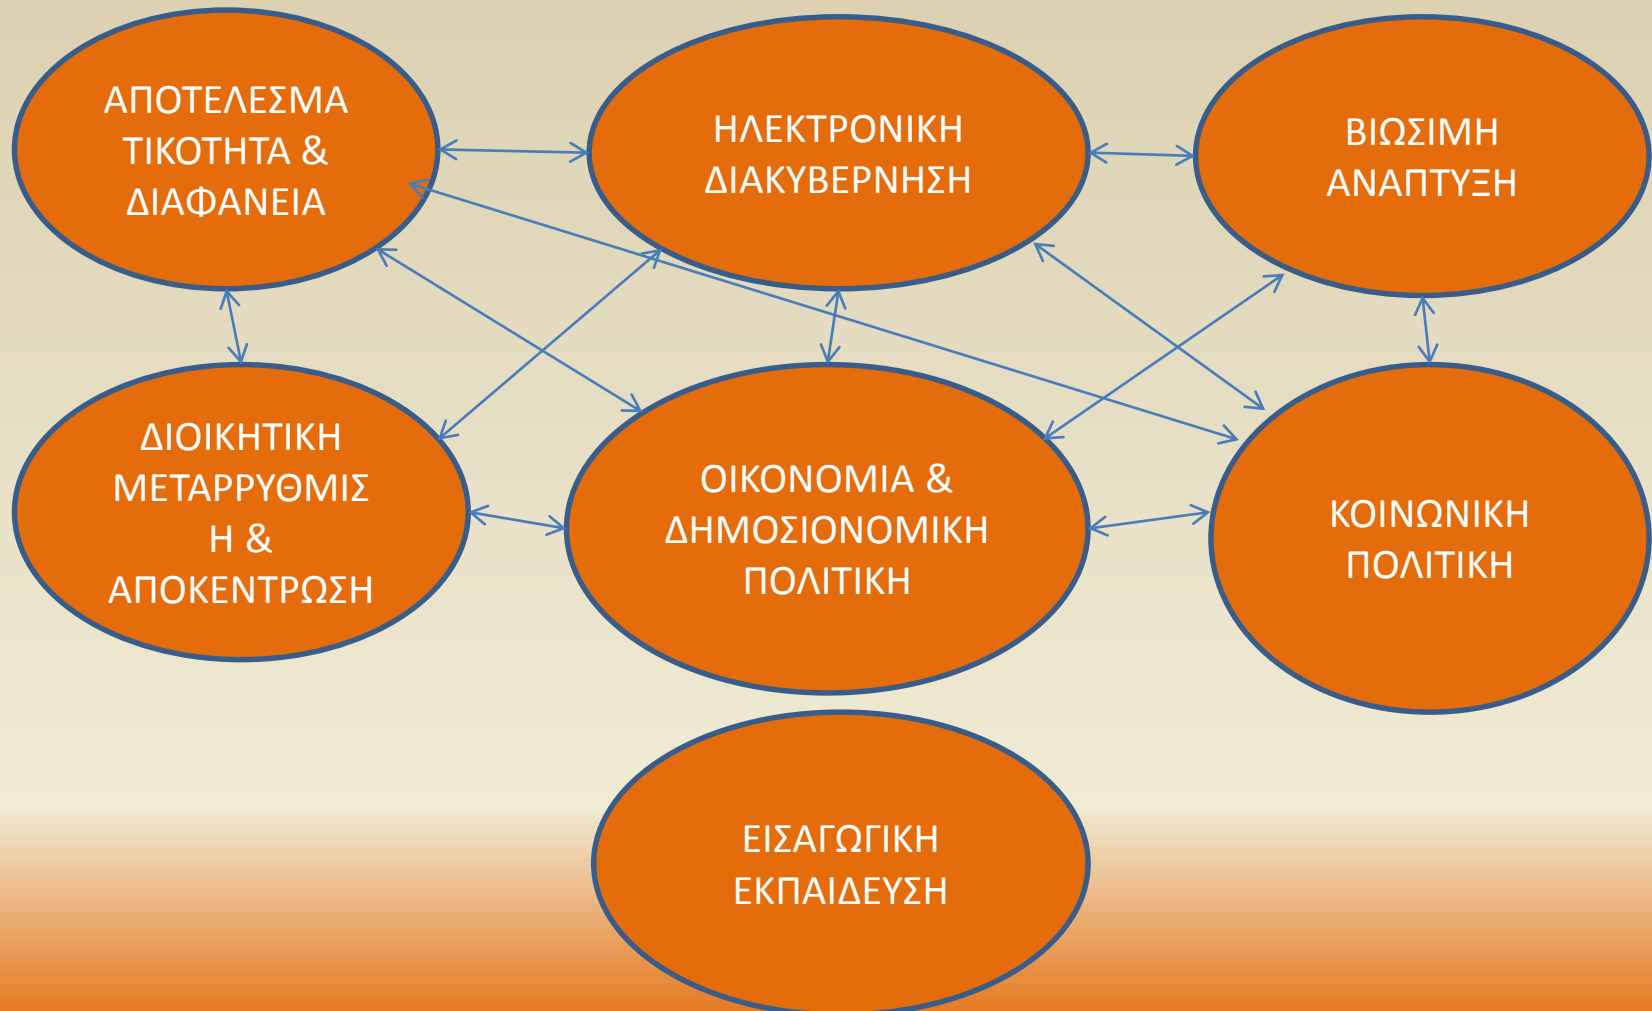 ΑΠΟΤΕΛΕΣΜΑ
ΤΙΚΟΤΗΤΑ &
ΔΙΑΦΑΝΕΙΑ
ΗΛΕΚΤΡΟΝΙΚΗ
ΔΙΑΚΥΒΕΡΝΗΣΗ
ΒΙΩΣΙΜΗ
ΑΝΑΠΤΥΞΗ
ΔΙΟΙΚΗΤΙΚΗ
ΜΕΤΑΡΡΥΘΜΙΣ
Η &
ΑΠΟΚΕΝΤΡΩΣΗ
ΟΙΚΟΝΟΜΙΑ &
ΔΗΜΟΣΙΟΝΟΜΙΚΗ
ΠΟΛΙΤΙΚΗ
ΚΟΙΝΩΝΙΚΗ
ΠΟΛΙΤΙΚΗ
ΕΙΣΑΓΩΓΙΚΗ
ΕΚΠΑΙΔΕΥΣΗ